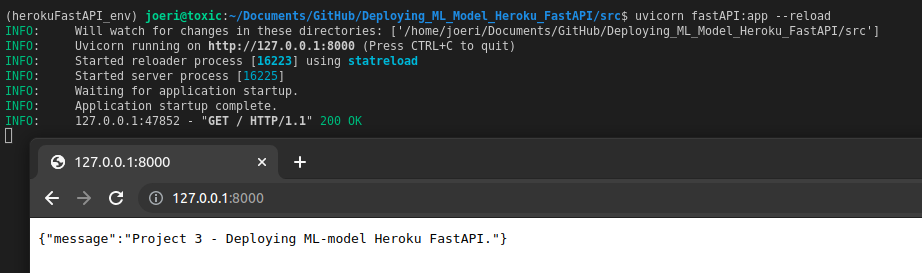 (herokuFastAPI_env) joeri@toxic:~/Documents/GitHub/Deploying_ML_Model_Heroku_FastAPI/src$ uvicorn fastAPI:app --reload
INFO:     Will watch for changes in these directories: ['/home/joeri/Documents/GitHub/Deploying_ML_Model_Heroku_FastAPI/src']
INFO:     Uvicorn running on http://127.0.0.1:8000 (Press CTRL+C to quit)
INFO:     Started reloader process [16223] using statreload
INFO:     Started server process [16225]
INFO:     Waiting for application startup.
INFO:     Application startup complete.
INFO:     127.0.0.1:47852 - "GET / HTTP/1.1" 200 OK
127.0.0.1:8000
127.0.0.1:8000
{"message":"Project 3 - Deploying ML-model Heroku FastAPI."}